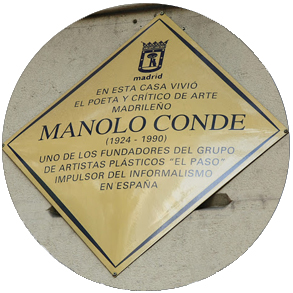 madrid
EN ESTA CASA VIVIÓ
EL POETA Y CRÍTICO DE ARTE
MADRILEÑO
MANOLO CONDE
(1924 - 1990)
UNO DE LOS FUNDADORES DEL GRUPO
DE ARTISTAS PLÁSTICOS "EL PASO"
IMPULSOR DEL INFORMALISMO
EN ESPAÑA